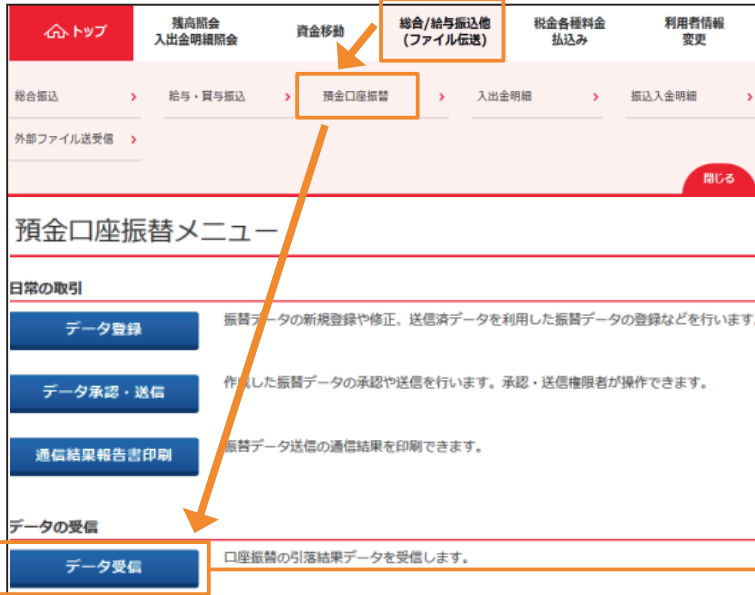 トップ
残高照会
入出金明細照会
資金移動
総合/給与振込他
(ファイル伝送)
税金各種料金
払込み
利用者情報
変更
総合振込
給与・賞与振込
預金口座振替
入出金明細
振込入金明細
外部ファイル送受信
閉じる
預金口座振替メニュー
日常の取引
データ登録
振替データの新規登録や修正、送信済データを利用した振替データの登録などを行います。
データ承認・送信
作成した振替データの承認や送信を行います。承認・送信権限者が操作できます。
通信結果報告書印刷
振替データ送信の通信結果を印刷できます。
データの受信
データ受信
口座振替の引落結果データを受信します。